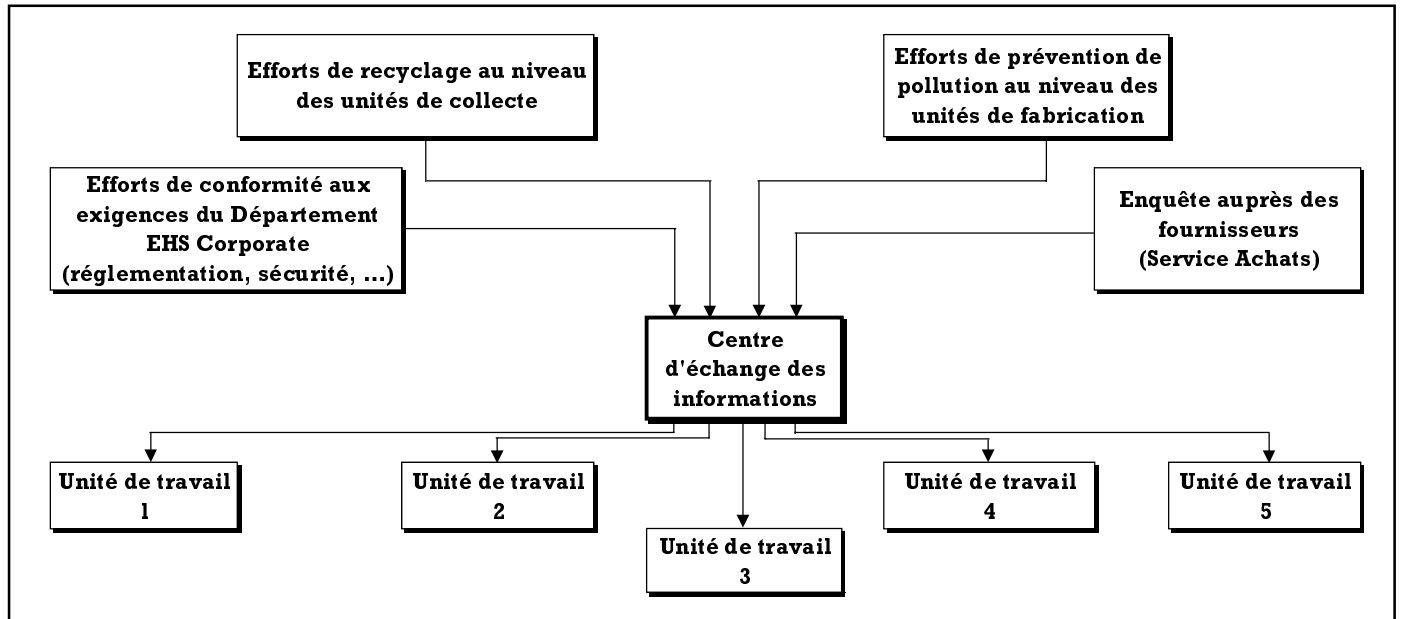 Efforts de recyclage au niveau
des unités de collecte
Efforts de prévention de
pollution au niveau des
unités de fabrication
Efforts de conformité aux
exigences du Département
EHS Corporate
(réglementation, sécurité, ...)
Enquête auprès des
fournisseurs
(Service Achats)
Centre
d'échange des
informations
Unité de travail
1
Unité de travail
2
Unité de travail
3
Unité de travail
4
Unité de travail
5